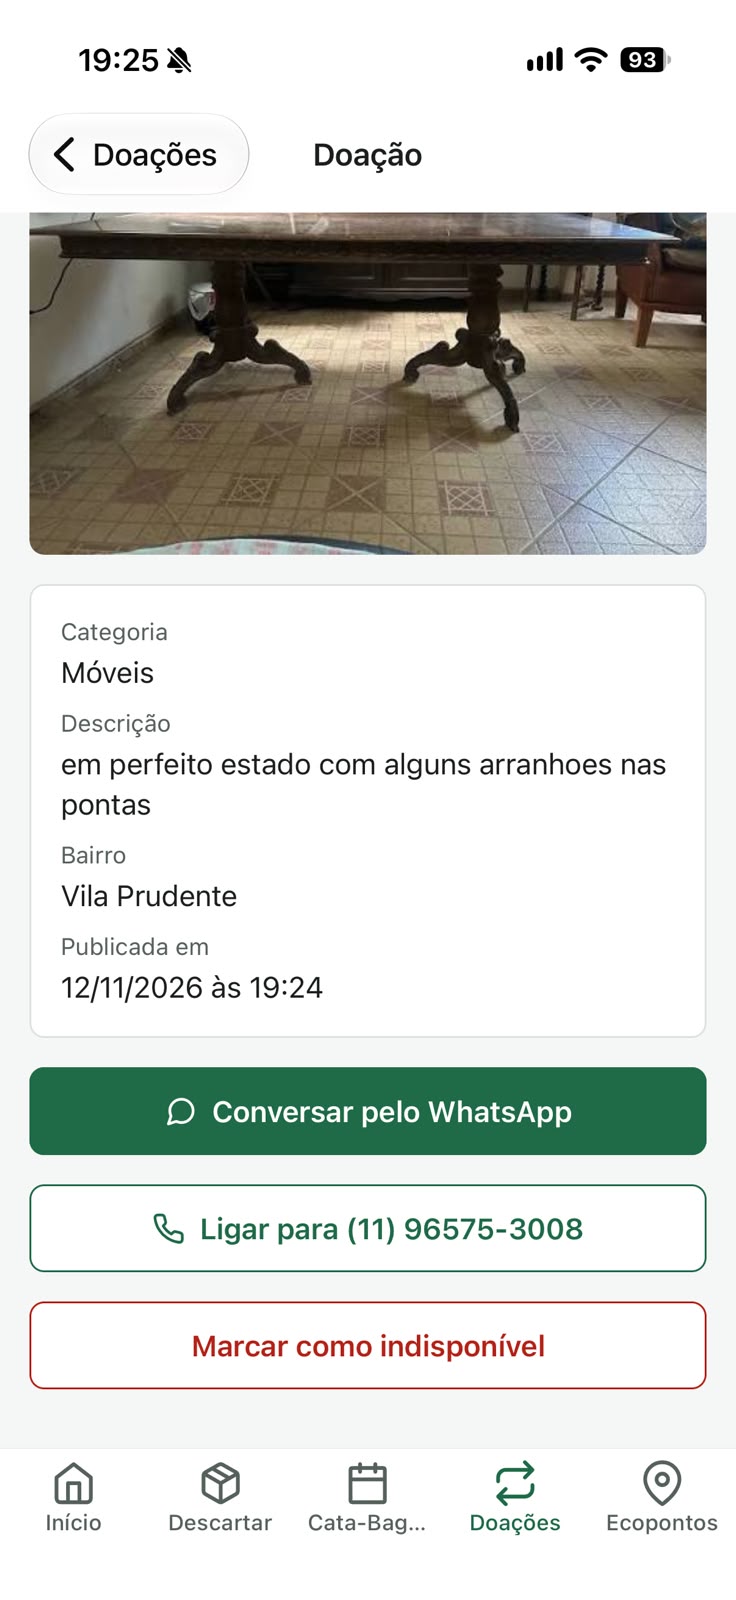 19:25
93
Doações
Doação
Categoria
Móveis
Descrição
em perfeito estado com alguns arranhoes nas
pontas
Bairro
Vila Prudente
Publicada em
12/11/2026 às 19:24
Conversar pelo WhatsApp
Ligar para (11) 96575-3008
Marcar como indisponível
Início
Descartar
Cata-Bag...
Doações
Ecopontos